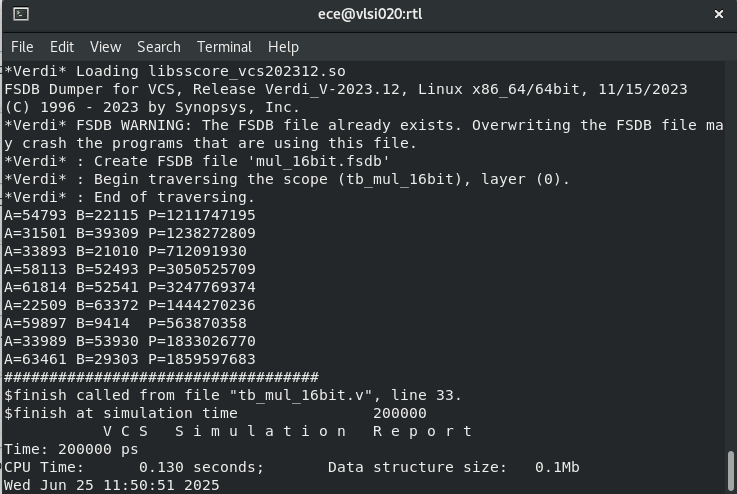 ece@vlsi020:rtl
File Edit View Search Terminal Help
*Verdi* Loading libsscore_vcs202312.so
FSDB Dumper for VCS, Release Verdi_V-2023.12, Linux x86_64/64bit, 11/15/2023
(C) 1996 - 2023 by Synopsys, Inc.
*Verdi* FSDB WARNING: The FSDB file already exists. Overwriting the FSDB file ma
y crash the programs that are using this file.
*Verdi* : Create FSDB file 'mul_16bit.fsdb'
*Verdi* : Begin traversing the scope (tb_mul_16bit), layer (0).
*Verdi* : End of traversing.
A=54793 B=22115 P=1211747195
A=31501 B=39309 P=1238272809
A=33893 B=21010 P=712091930
A=58113 B=52493 P=3050525709
A=61814 B=52541 P=3247769374
A=22509 B=63372 P=1444270236
A=59897 B=9414  P=563870358
A=33989 B=53930 P=1833026770
A=63461 B=29303 P=1859597683
###################################
$finish called from file "tb_mul_16bit.v", line 33.
$finish at simulation time               200000
           V C S   S i m u l a t i o n   R e p o r t
Time: 200000 ps
CPU Time:      0.130 seconds;       Data structure size:   0.1Mb
Wed Jun 25 11:50:51 2025